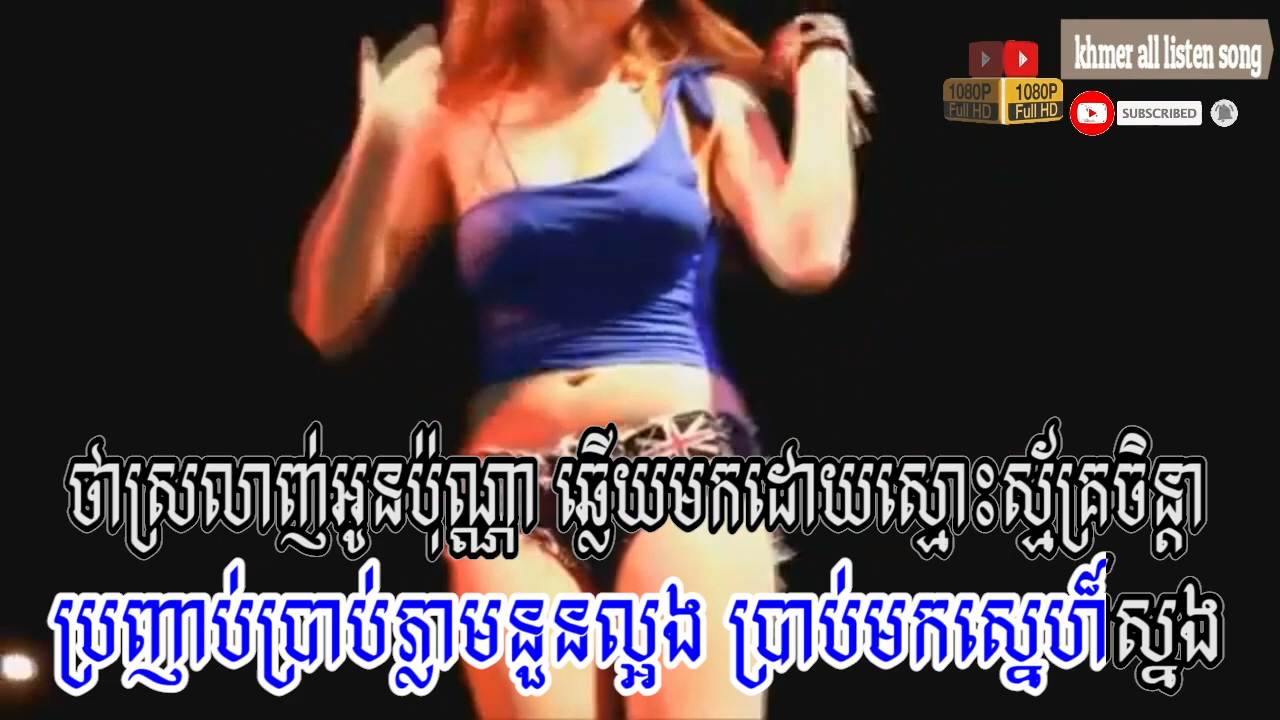 khmer all listen song
1080P 1080P
Full HD Full HD
SUBSCRIBED
ថាស្រលាញ់អូនប៉ុណ្ណា ឆ្លើយមកដោយស្មោះស្ម័គ្រចិន្តា
ប្រញាប់ប្រាប់ភ្លាមនួនល្អង ប្រាប់មកស្នេហ៏ស្នង